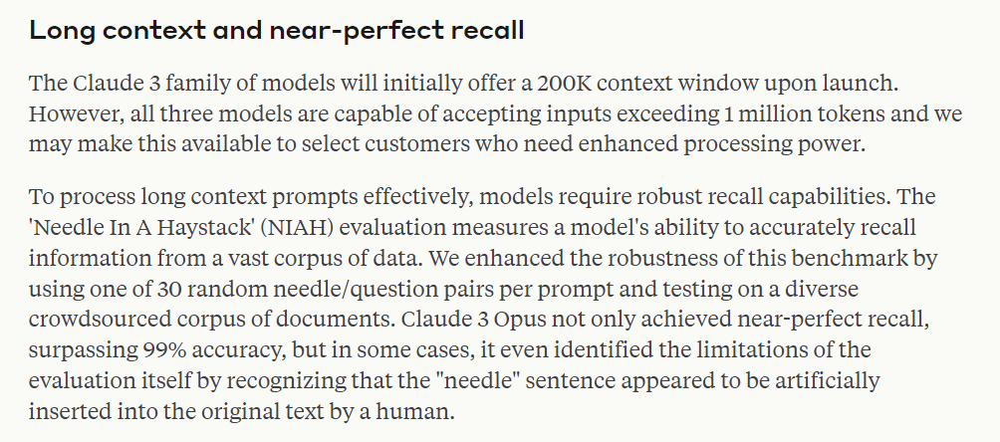 Long context and near-perfect recall
The Claude 3 family of models will initially offer a 200K context window upon launch.
However, all three models are capable of accepting inputs exceeding 1 million tokens and we
may make this available to select customers who need enhanced processing power.
To process long context prompts effectively, models require robust recall capabilities. The
'Needle In A Haystack' (NIAH) evaluation measures a model's ability to accurately recall
information from a vast corpus of data. We enhanced the robustness of this benchmark by
using one of 30 random needle/question pairs per prompt and testing on a diverse
crowdsourced corpus of documents. Claude 3 Opus not only achieved near-perfect recall,
surpassing 99% accuracy, but in some cases, it even identified the limitations of the
evaluation itself by recognizing that the "needle" sentence appeared to be artificially
inserted into the original text by a human.